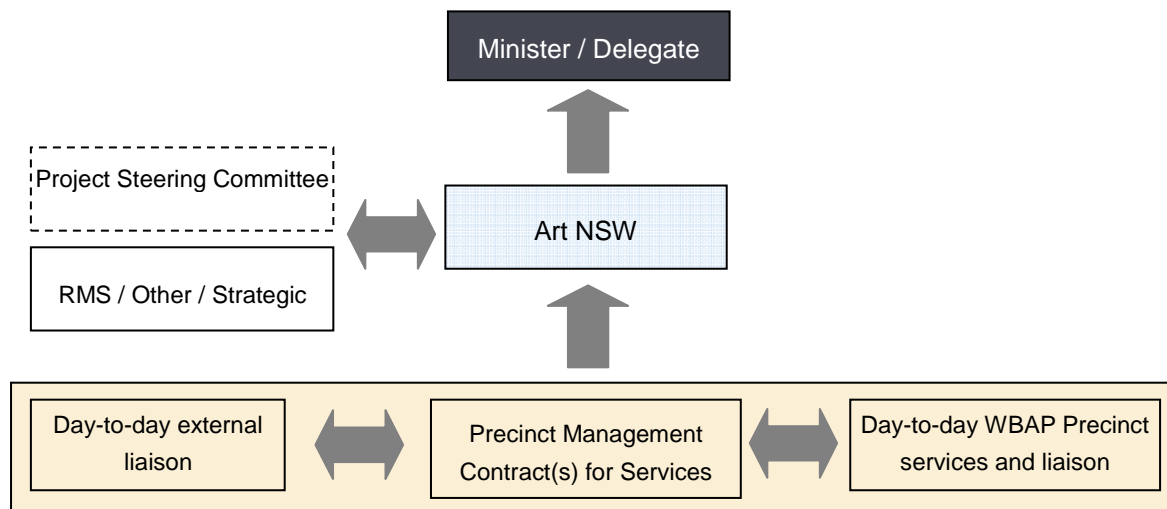 Minister / Delegate
Project Steering Committee
Art NSW
RMS / Other / Strategic
Day-to-day external
liaison
Precinct Management
Contract(s) for Services
Day-to-day WBAP Precinct
services and liaison